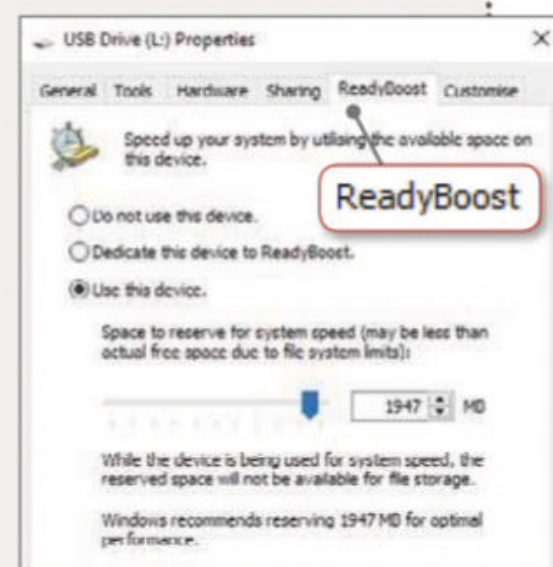 USB Drive (L:) Properties
General Tools Hardware Sharing ReadyBoost Customise
Speed up your system by utilising the available space on
this device.
ReadyBoost
Do not use this device.
Dedicate this device to ReadyBoost.
Use this device.
Space to reserve for system speed (may be less than
actual free space due to file system limits):
1947 MB
While the device is being used for system speed, the
reserved space will not be available for file storage.
Windows recommends reserving 1947 MB for optimal
performance.